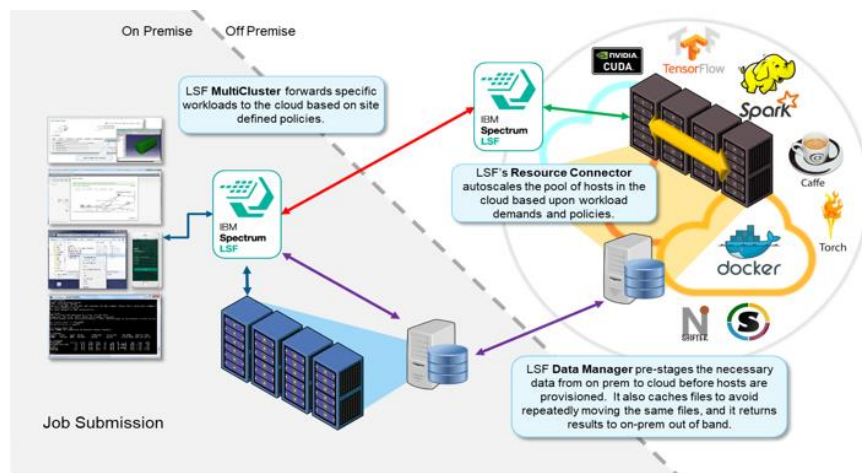 On Premise
Off Premise
LSF MultiCluster forwards specific
workloads to the cloud based on site
defined policies.
IBM
Spectrum
LSF
NVIDIA
CUDA
TensorFlow
Spark
Caffe
Torch
LSF's Resource Connector
autoscales the pool of hosts in the
cloud based upon workload
demands and policies.
IBM
Spectrum
LSF
docker
SHIFTER
S
LSF Data Manager pre-stages the necessary
data from on prem to cloud before hosts are
provisioned. It also caches files to avoid
repeatedly moving the same files, and it returns
results to on-prem out of band.
Job Submission